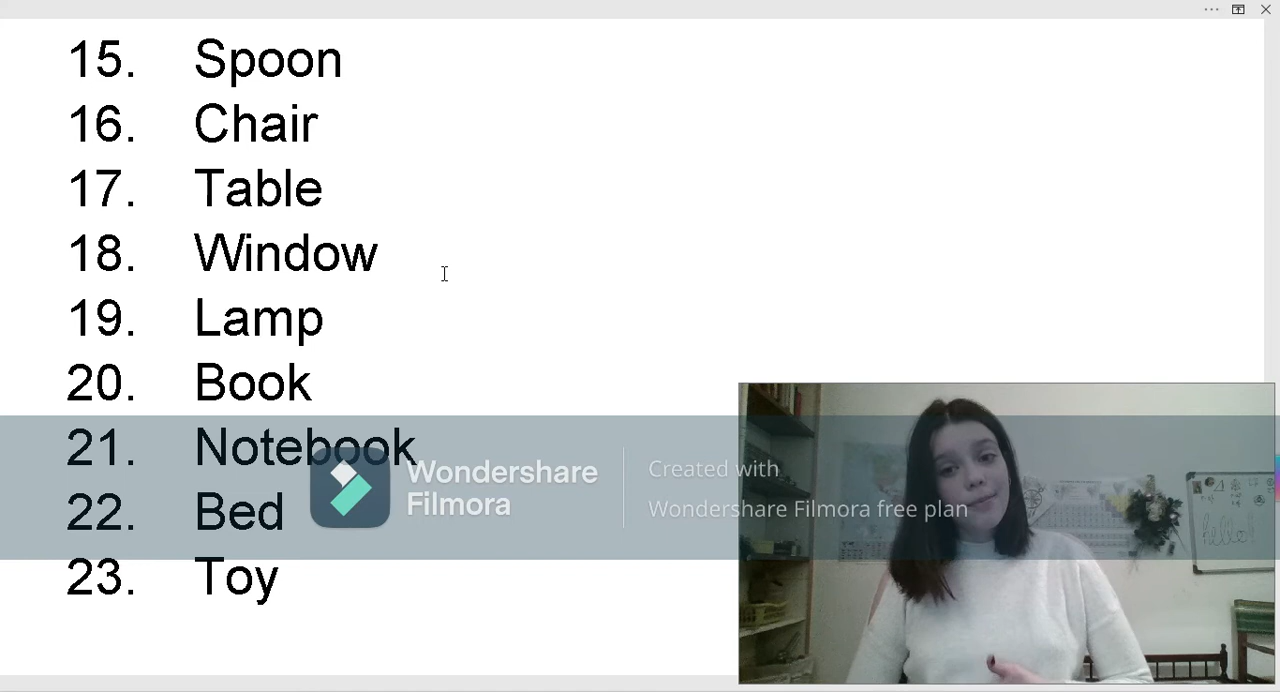 15. Spoon
16. Chair
17. Table
18. Window
19. Lamp
20. Book
21. Notebook
22. Bed
23. Toy
Wondershare
Filmora
Created with
Wondershare Filmora free plan
hello!